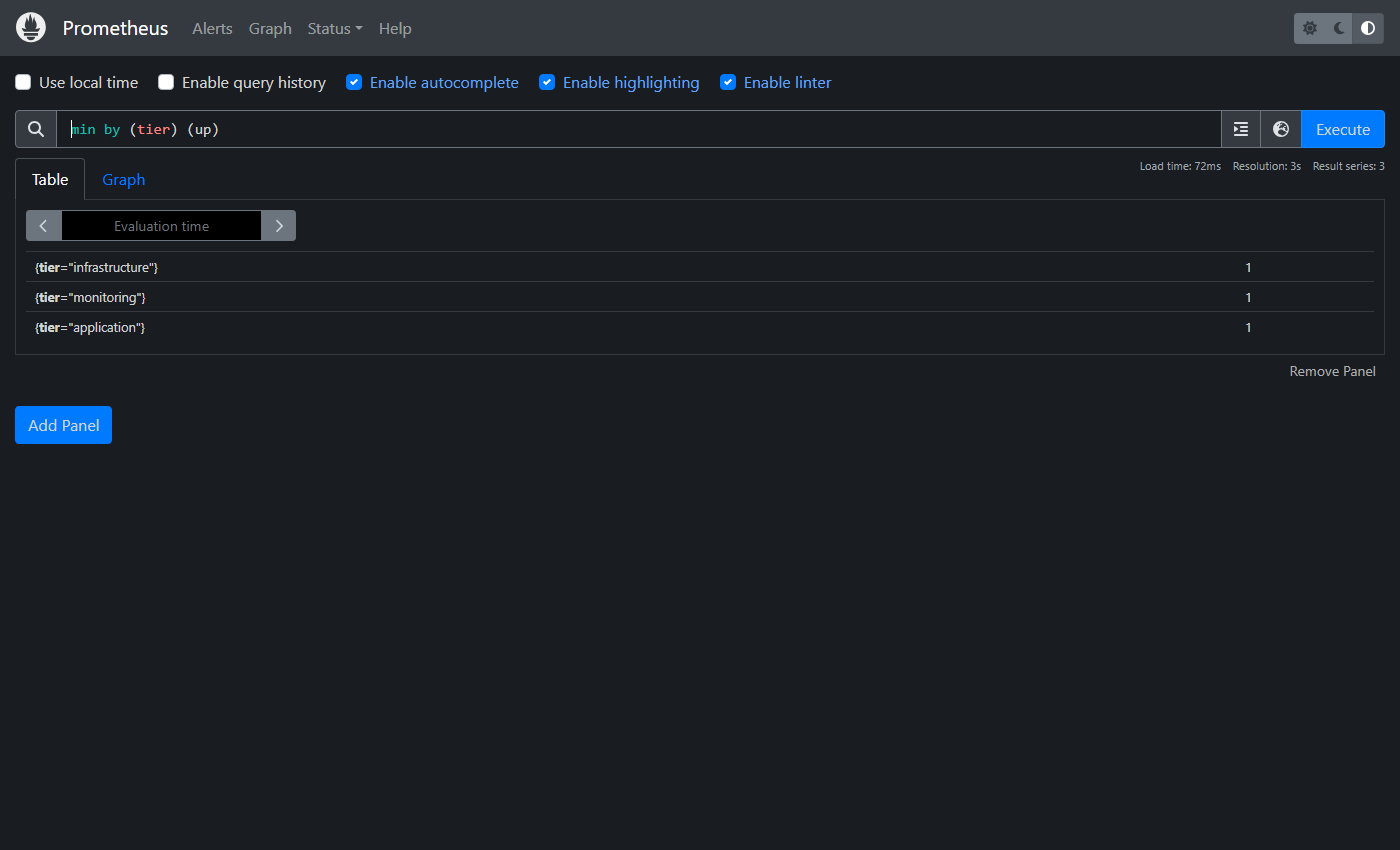 Prometheus Alerts Graph Status Help
Use local time Enable query history Enable autocomplete Enable highlighting Enable linter
min by (tier) (up) Execute
Table Graph Load time: 72ms Resolution: 3s Result series: 3
Evaluation time
{tier="infrastructure"} 1
{tier="monitoring"} 1
{tier="application"} 1
Remove Panel
Add Panel